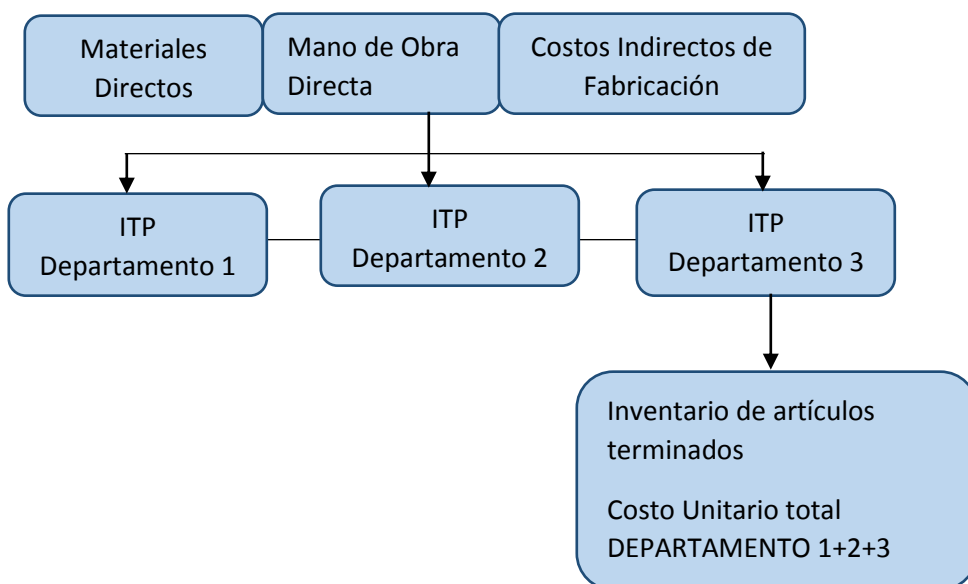 Materiales
Directos
Mano de Obra
Directa
Costos Indirectos de
Fabricación
ITP
Departamento 1
ITP
Departamento 2
ITP
Departamento 3
Inventario de artículos
terminados
Costo Unitario total
DEPARTAMENTO 1+2+3